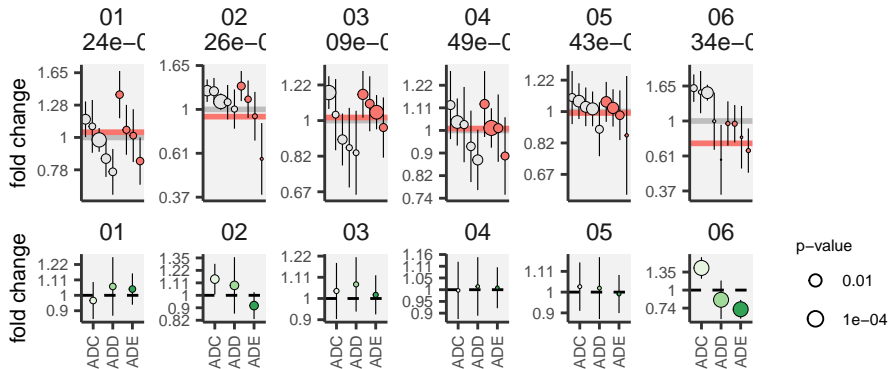 01 02 03 04 05 06
24e−0 26e−0 09e−0 49e−0 43e−0 34e−0
fold change
1.65 1.28 1 0.78
1.65 1 0.61 0.37
1.22 1 0.82 0.67
1.22 1.11 1 0.9 0.82 0.74
1.22 1 0.82 0.67
1.65 1 0.61 0.37
01 02 03 04 05 06
fold change
1.22 1.11 1 0.9
1.35 1.22 1.11 1 0.9 0.82
1.22 1.11 1 0.9
1.16 1.1 1.05 1 0.95 0.9
1.11 1 0.9
1.35 1 0.74
ADC ADD ADE ADC ADD ADE ADC ADD ADE ADC ADD ADE ADC ADD ADE ADC ADD ADE
p−value
0.01
1e−04